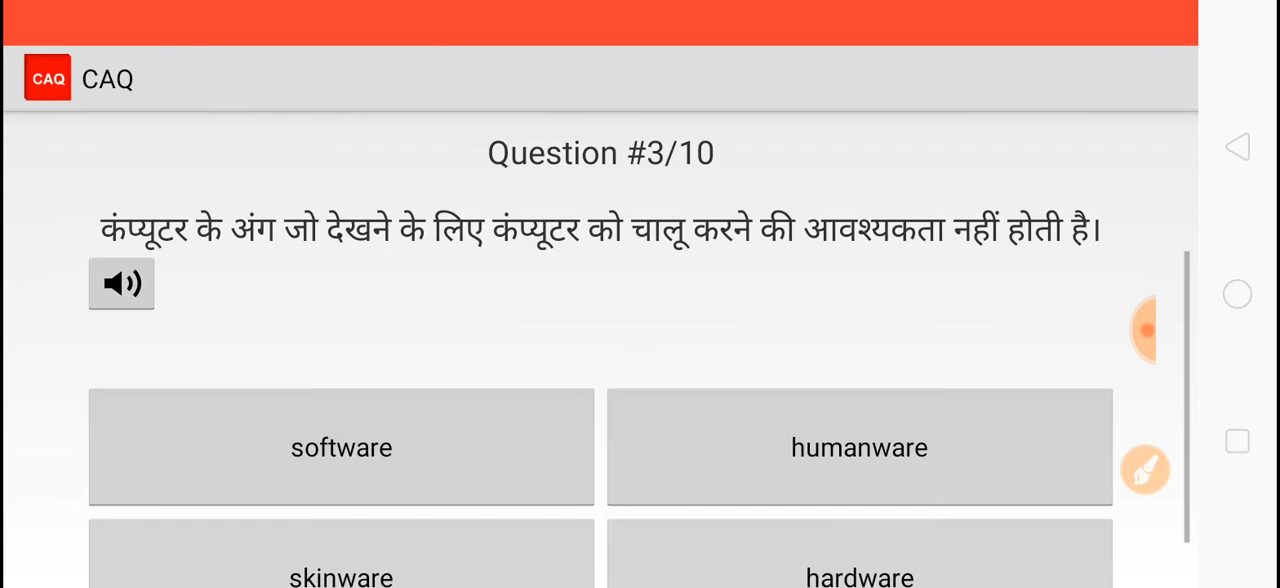 CAQ CAQ
Question #3/10
कंप्यूटर के अंग जो देखने के लिए कंप्यूटर को चालू करने की आवश्यकता नहीं होती है।
software humanware
skinware hardware